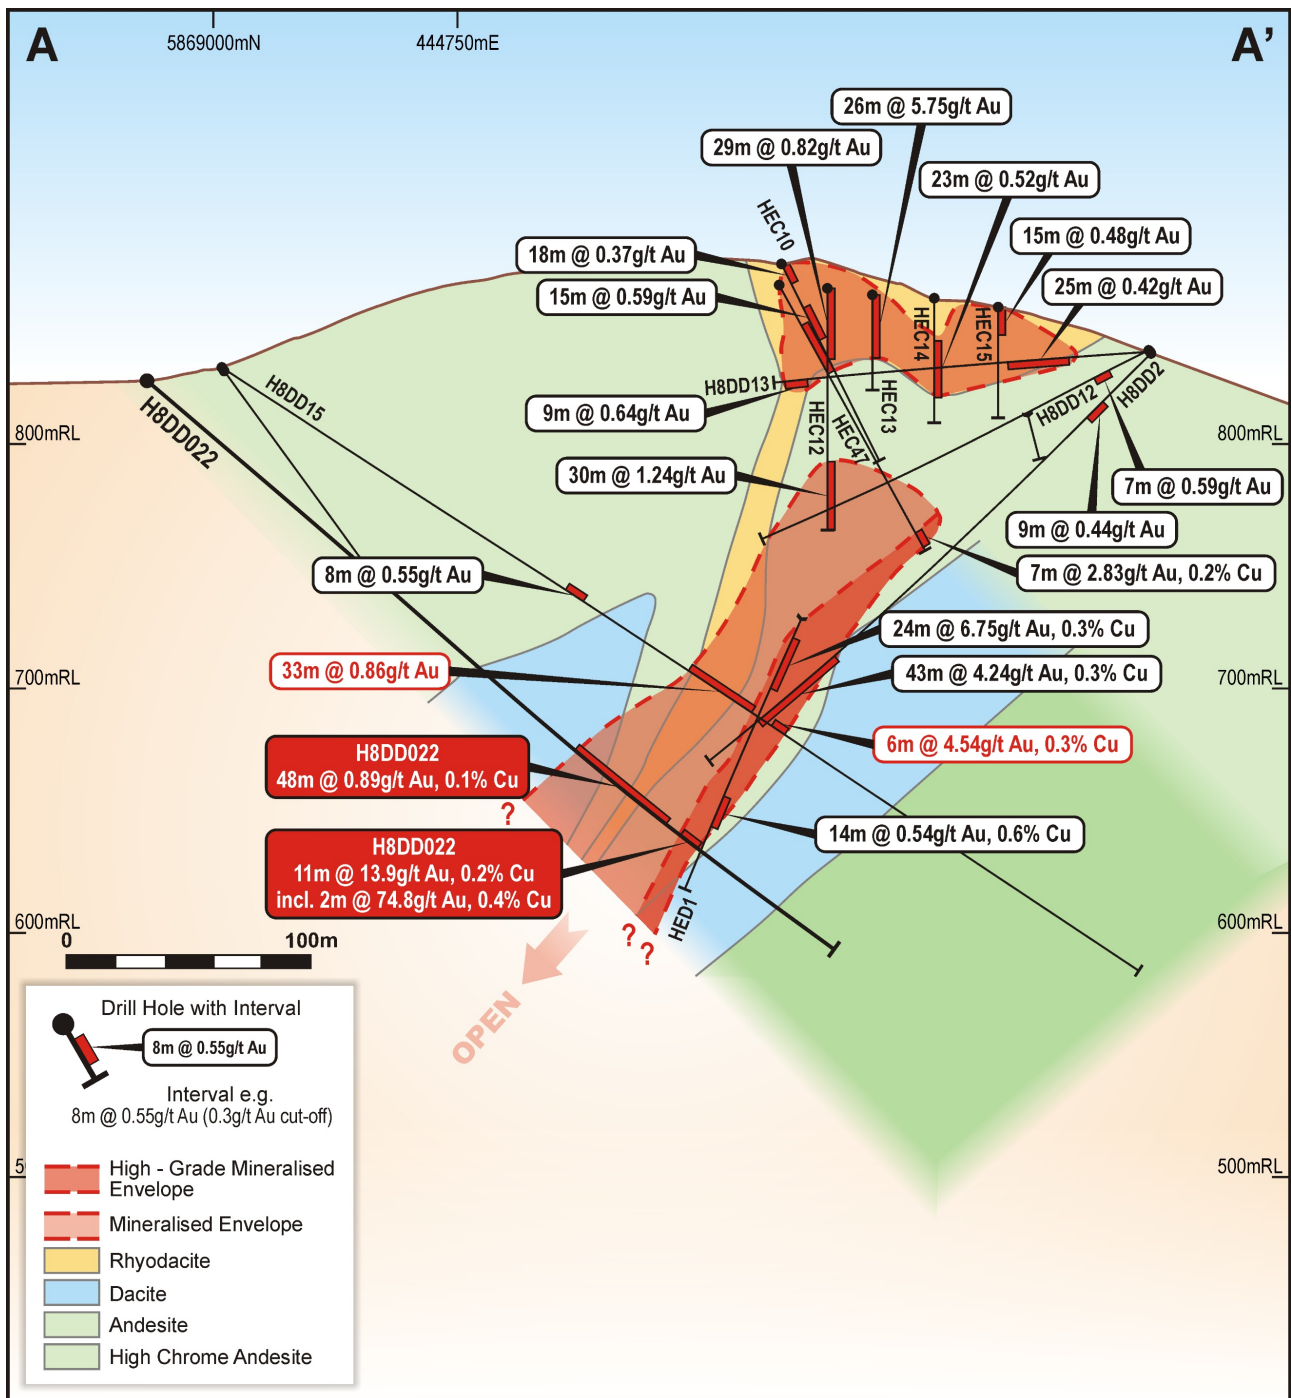 A
5869000mN
444750mE
A’
26m @ 5.75g/t Au
29m @ 0.82g/t Au
23m @ 0.52g/t Au
HEC10
15m @ 0.48g/t Au
18m @ 0.37g/t Au
25m @ 0.42g/t Au
15m @ 0.59g/t Au
HEC14
HEC15
H8DD13
H8DD2
H8DD12
H8DD15
H8DD022
9m @ 0.64g/t Au
HEC12
HEC47
HEC13
800mRL
800mRL
30m @ 1.24g/t Au
7m @ 0.59g/t Au
9m @ 0.44g/t Au
8m @ 0.55g/t Au
7m @ 2.83g/t Au, 0.2% Cu
24m @ 6.75g/t Au, 0.3% Cu
33m @ 0.86g/t Au
43m @ 4.24g/t Au, 0.3% Cu
700mRL
700mRL
6m @ 4.54g/t Au, 0.3% Cu
H8DD022
48m @ 0.89g/t Au, 0.1% Cu
?
14m @ 0.54g/t Au, 0.6% Cu
H8DD022
11m @ 13.9g/t Au, 0.2% Cu
incl. 2m @ 74.8g/t Au, 0.4% Cu
HED1
600mRL
600mRL
? ?
0 100m
OPEN
Drill Hole with Interval
8m @ 0.55g/t Au
Interval e.g.
8m @ 0.55g/t Au (0.3g/t Au cut-off)
5
500mRL
High - Grade Mineralised
Envelope
Mineralised Envelope
Rhyodacite
Dacite
Andesite
High Chrome Andesite